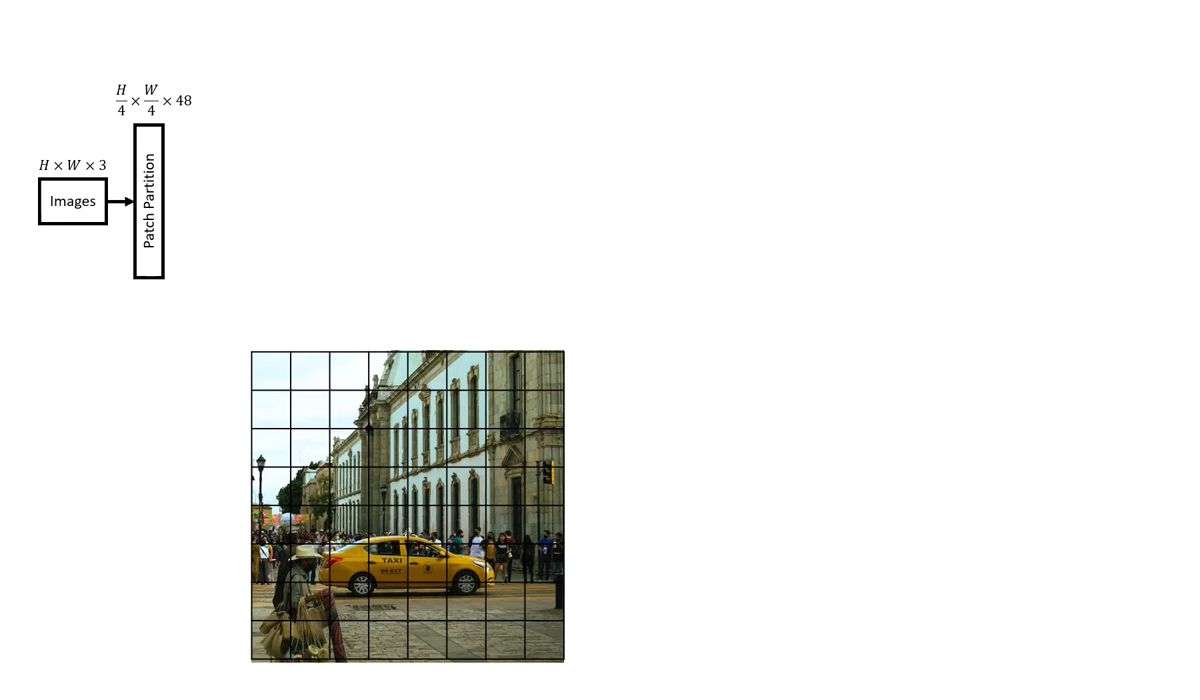 H/4 × W/4 × 48
H × W × 3
Images
Patch Partition
TAXI